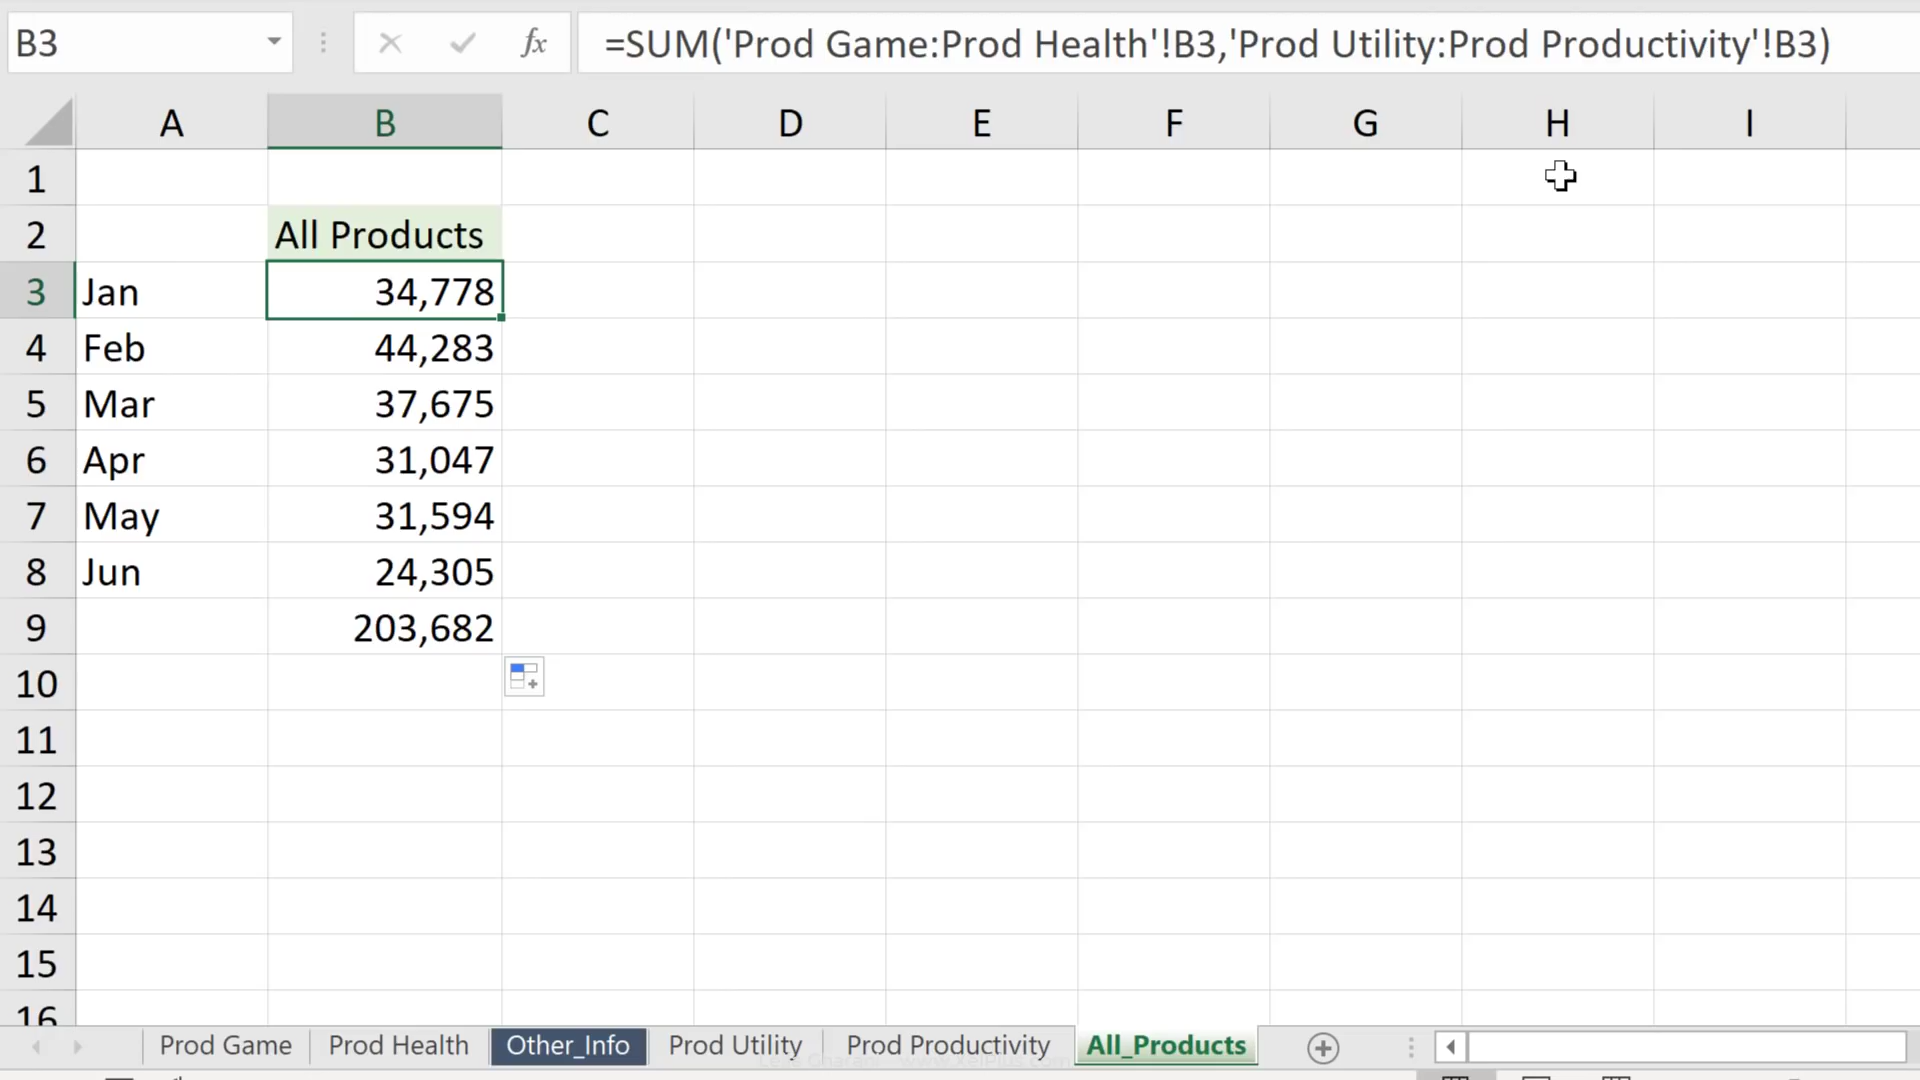 B3 fx =SUM('Prod Game:Prod Health'!B3,'Prod Utility:Prod Productivity'!B3)
A B C D E F G H I
1
2 All Products
3 Jan 34,778
4 Feb 44,283
5 Mar 37,675
6 Apr 31,047
7 May 31,594
8 Jun 24,305
9 203,682
10
11
12
13
14
15
16
Prod Game Prod Health Other_Info Prod Utility Prod Productivity All_Products